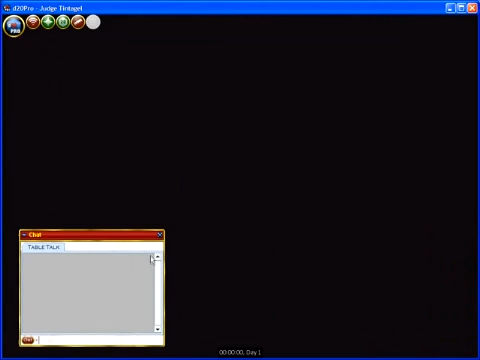 d20Pro - Judge Tintagel
PRO
Chat
TABLE TALK
00:00:00, Day 1